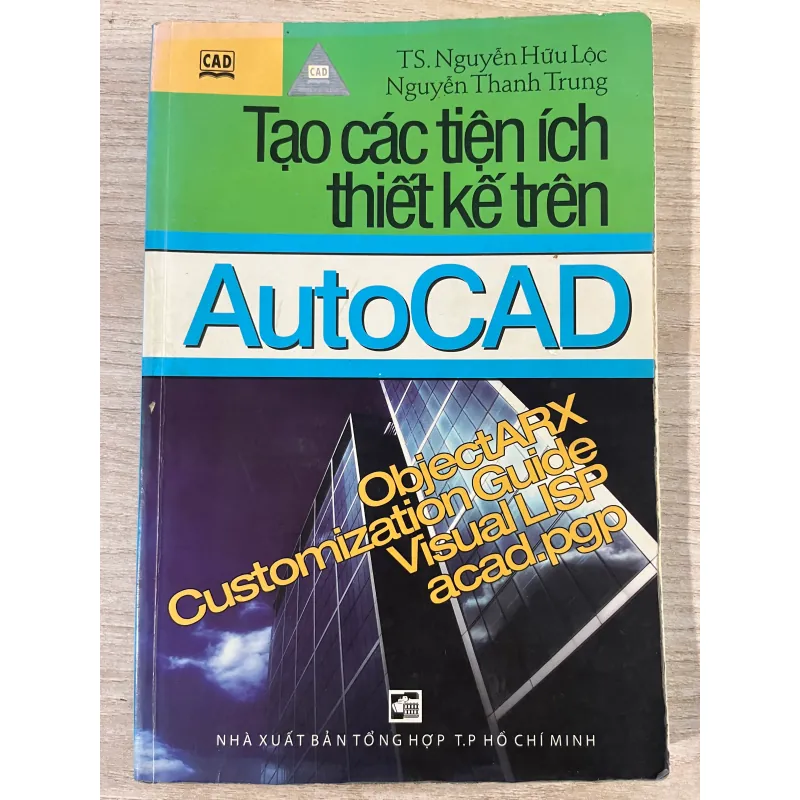 CAD
CAD
TS. Nguyễn Hữu Lộc
Nguyễn Thanh Trung
Tạo các tiện ích
thiết kế trên
AutoCAD
ObjectARX
Customization Guide
Visual LISP
acad.pgp
NHÀ XUẤT BẢN TỔNG HỢP T.P HỒ CHÍ MINH